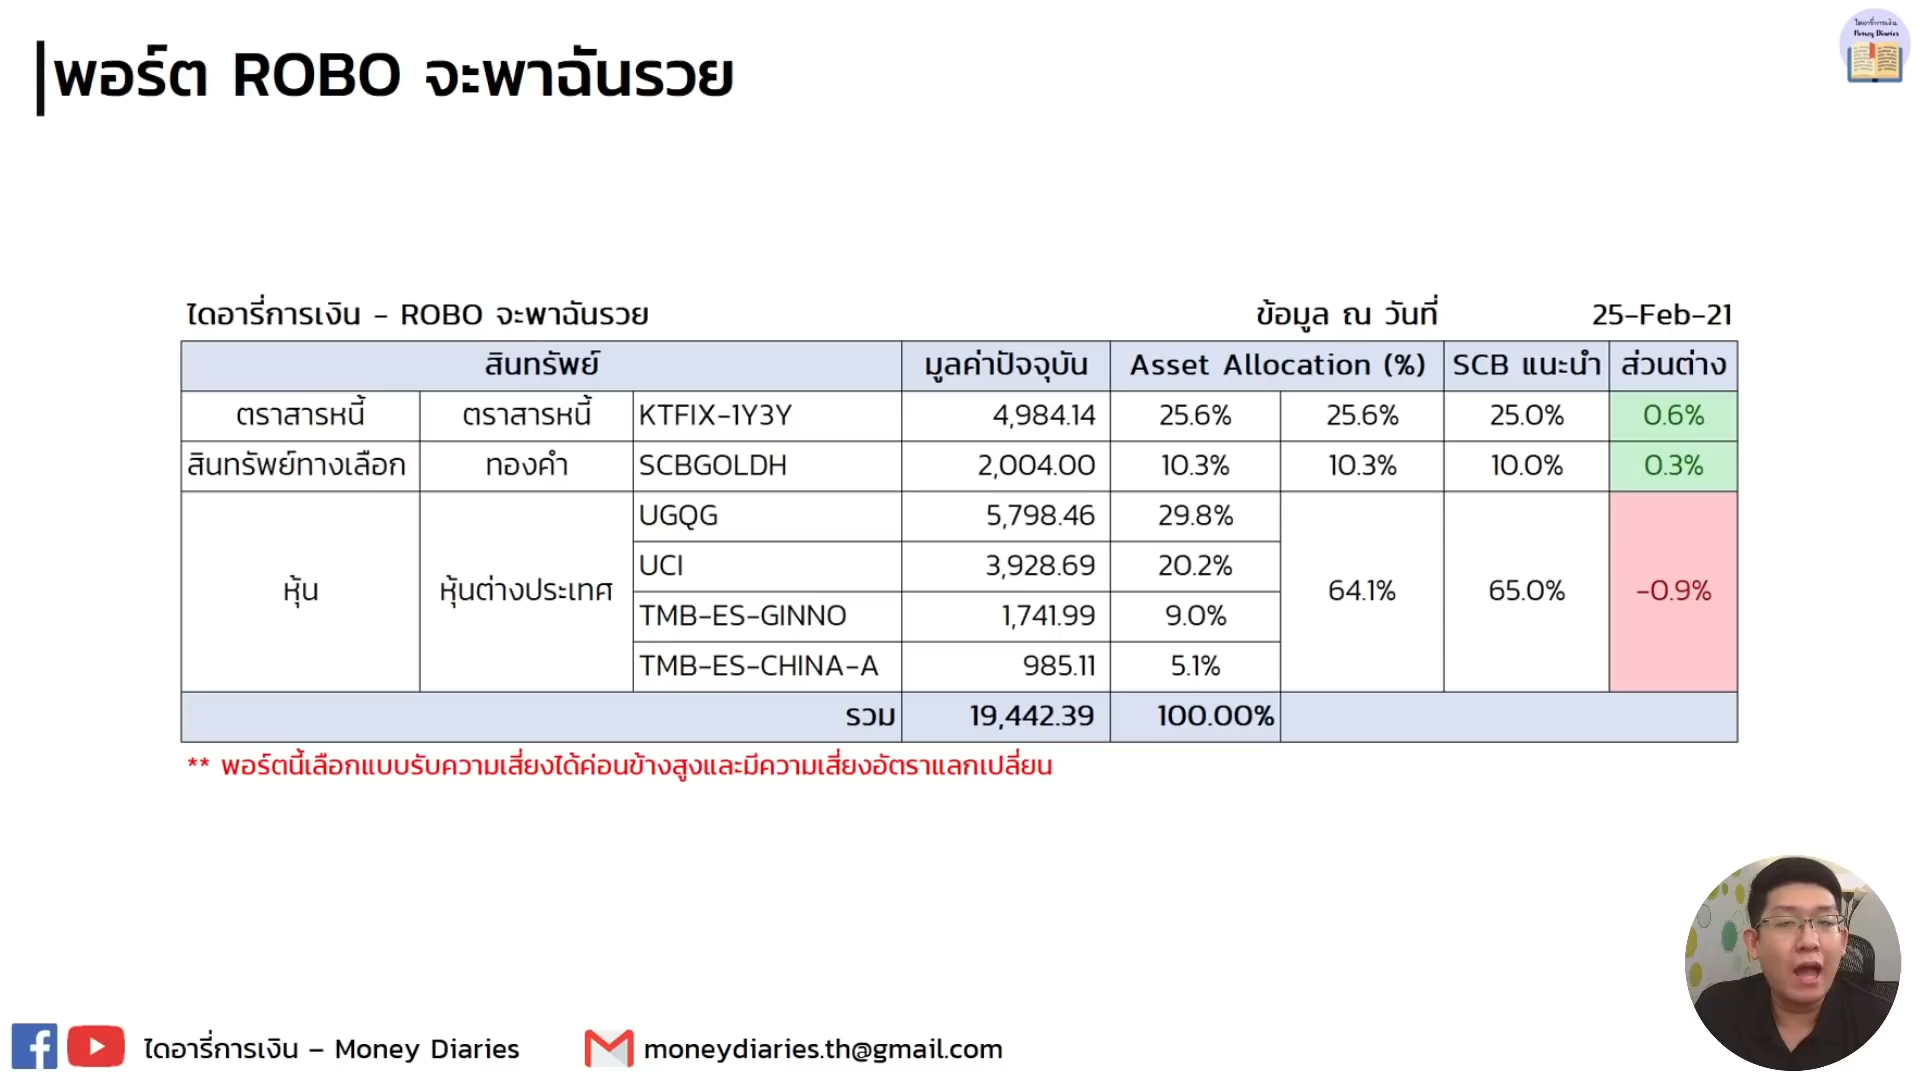 พอร์ต ROBO จะพาฉันรวย
ไดอารี่การเงิน
Money Diaries
ไดอารี่การเงิน - ROBO จะพาฉันรวย ข้อมูล ณ วันที่ 25-Feb-21
สินทรัพย์ มูลค่าปัจจุบัน Asset Allocation (%) SCB แนะนำ ส่วนต่าง
ตราสารหนี้ ตราสารหนี้ KTFIX-1Y3Y 4,984.14 25.6% 25.6% 25.0% 0.6%
สินทรัพย์ทางเลือก ทองคำ SCBGOLDH 2,004.00 10.3% 10.3% 10.0% 0.3%
หุ้น หุ้นต่างประเทศ UGQG 5,798.46 29.8% 64.1% 65.0% -0.9%
UCI 3,928.69 20.2%
TMB-ES-GINNO 1,741.99 9.0%
TMB-ES-CHINA-A 985.11 5.1%
รวม 19,442.39 100.00%
** พอร์ตนี้เลือกแบบรับความเสี่ยงได้ค่อนข้างสูงและมีความเสี่ยงอัตราแลกเปลี่ยน
ไดอารี่การเงิน – Money Diaries moneydiaries.th@gmail.com